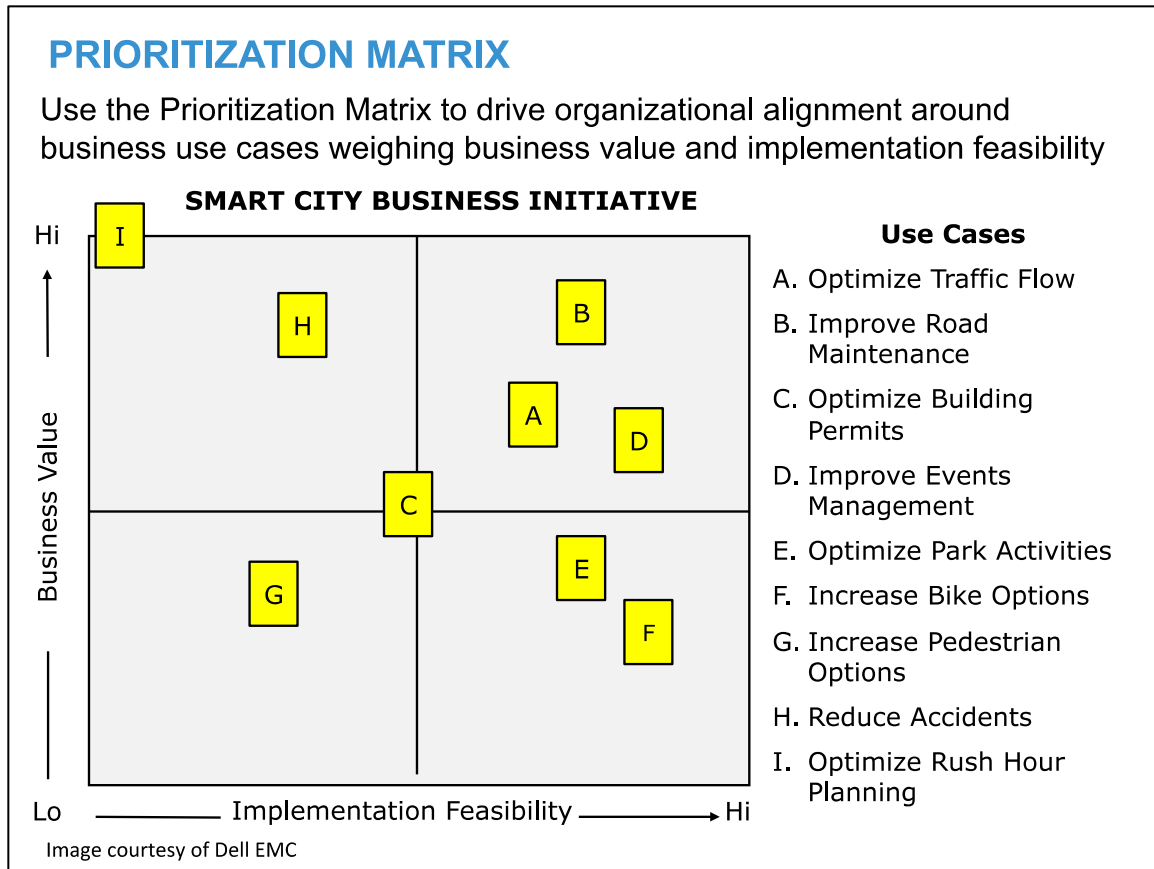 PRIORITIZATION MATRIX
Use the Prioritization Matrix to drive organizational alignment around
business use cases weighing business value and implementation feasibility
SMART CITY BUSINESS INITIATIVE
Hi
I
H
B
A
D
C
G
E
F
Business Value
Lo
Implementation Feasibility
Hi
Use Cases
A. Optimize Traffic Flow
B. Improve Road
Maintenance
C. Optimize Building
Permits
D. Improve Events
Management
E. Optimize Park Activities
F. Increase Bike Options
G. Increase Pedestrian
Options
H. Reduce Accidents
I. Optimize Rush Hour
Planning
Image courtesy of Dell EMC